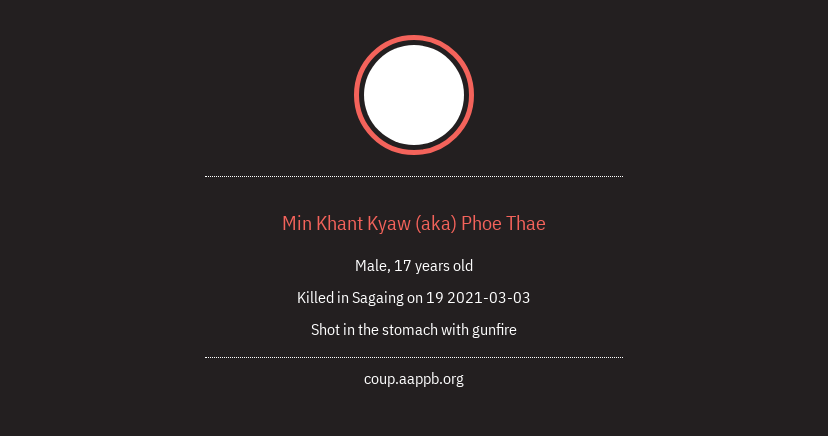 Min Khant Kyaw (aka) Phoe Thae
Male, 17 years old
Killed in Sagaing on 19 2021-03-03
Shot in the stomach with gunfire
coup.aappb.org